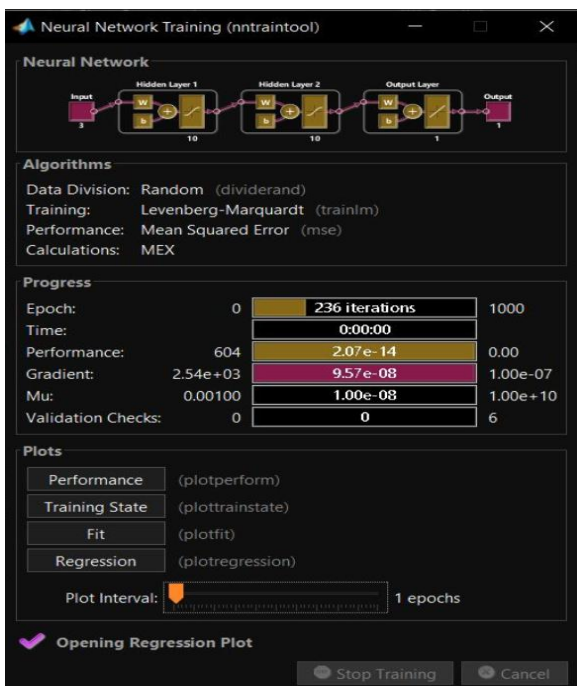 Neural Network Training (nntraintool)
Neural Network
Hidden Layer 1 Hidden Layer 2 Output Layer
Input Output
W W W
b b b
3 10 10 1 1
Algorithms
Data Division: Random (dividerand)
Training: Levenberg-Marquardt (trainlm)
Performance: Mean Squared Error (mse)
Calculations: MEX
Progress
Epoch: 0 236 iterations 1000
Time: 0:00:00
Performance: 604 2.07e-14 0.00
Gradient: 2.54e+03 9.57e-08 1.00e-07
Mu: 0.00100 1.00e-08 1.00e+10
Validation Checks: 0 0 6
Plots
Performance (plotperform)
Training State (plottrainstate)
Fit (plotfit)
Regression (plotregression)
Plot Interval: 1 epochs
Opening Regression Plot
Stop Training Cancel